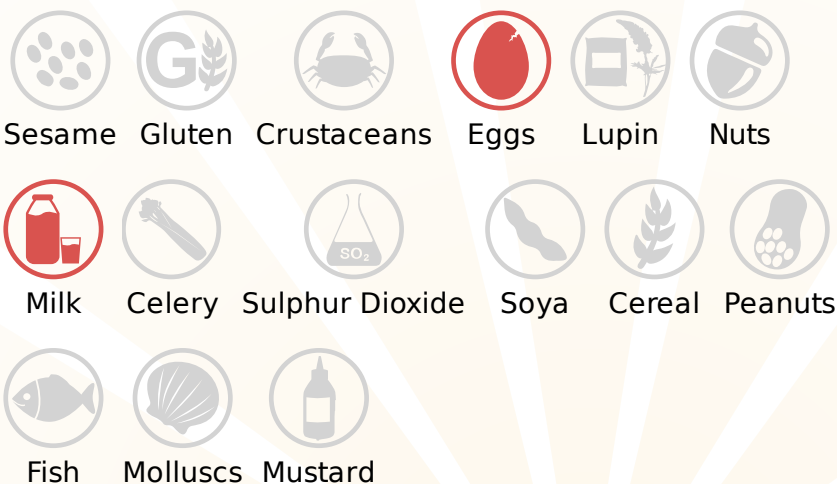 G
Sesame Gluten Crustaceans Eggs Lupin Nuts
SO₂
Milk Celery Sulphur Dioxide Soya Cereal Peanuts
Fish Molluscs Mustard